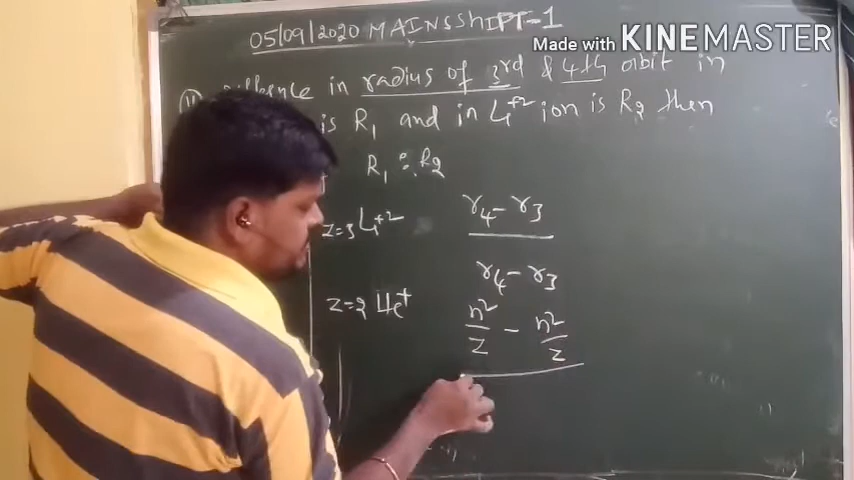 05/09/2020 MAINS Shift-1
Made with KINEMASTER
in radius of 3rd & 4th orbit in
is R1 and in Li+2 ion is R2 then
R1 : R2
z=3 Li+2
r4 - r3
r4 - r3
z=2 He+
n²/z - n²/z